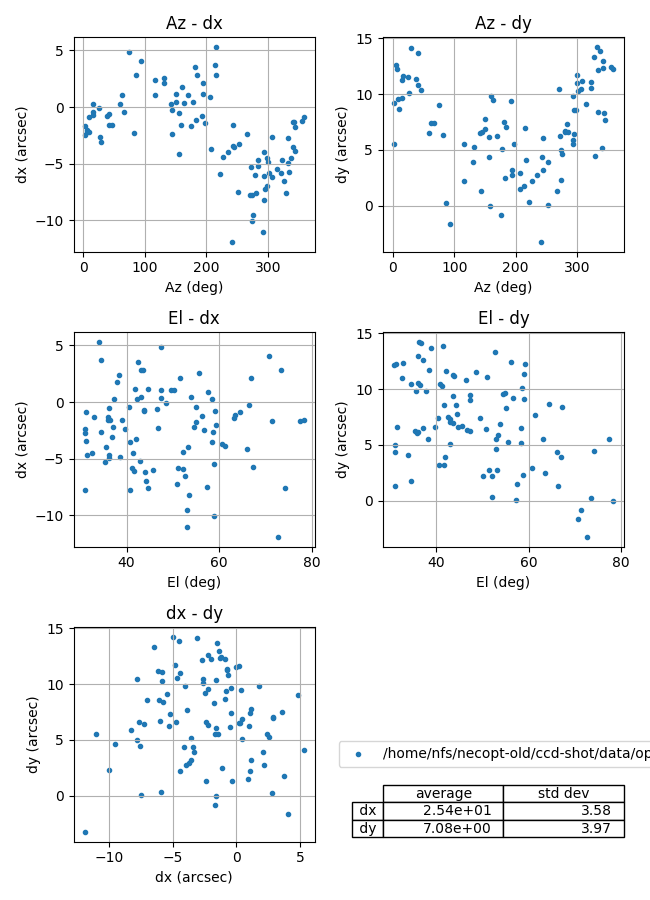 Az - dx
Az - dy
5
0
−5
−10
dx (arcsec)
0
100
200
300
Az (deg)
15
10
5
0
dy (arcsec)
0
100
200
300
Az (deg)
El - dx
El - dy
5
0
−5
−10
dx (arcsec)
40
60
80
El (deg)
15
10
5
0
dy (arcsec)
40
60
80
El (deg)
dx - dy
15
10
5
0
dy (arcsec)
−10
−5
0
5
dx (arcsec)
/home/nfs/necopt-old/ccd-shot/data/op
average std dev
dx 2.54e+01 3.58
dy 7.08e+00 3.97